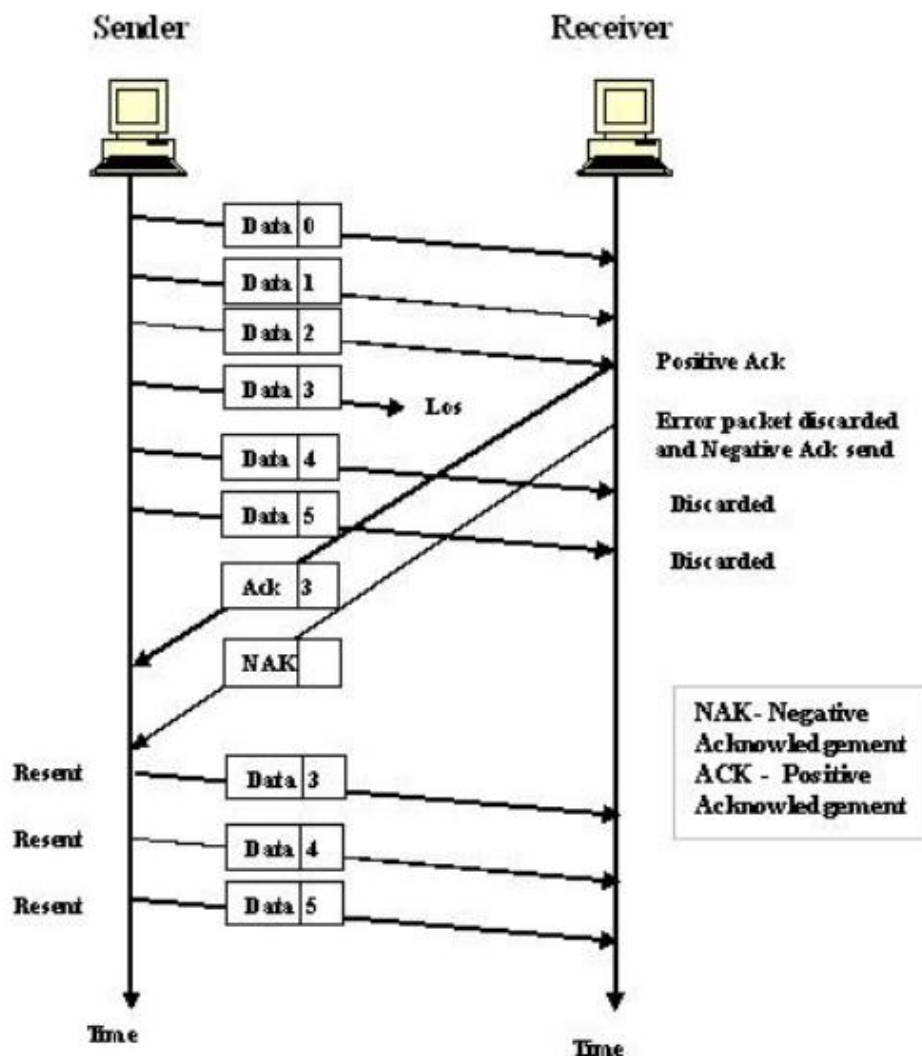 Sender
Receiver
Data 0
Data 1
Data 2
Positive Ack
Data 3
Los
Error packet discarded
and Negative Ack send
Data 4
Discarded
Data 5
Discarded
Ack 3
NAK
NAK- Negative
Acknowledgement
ACK - Positive
Acknowledgement
Resent
Data 3
Resent
Data 4
Resent
Data 5
Time
Time